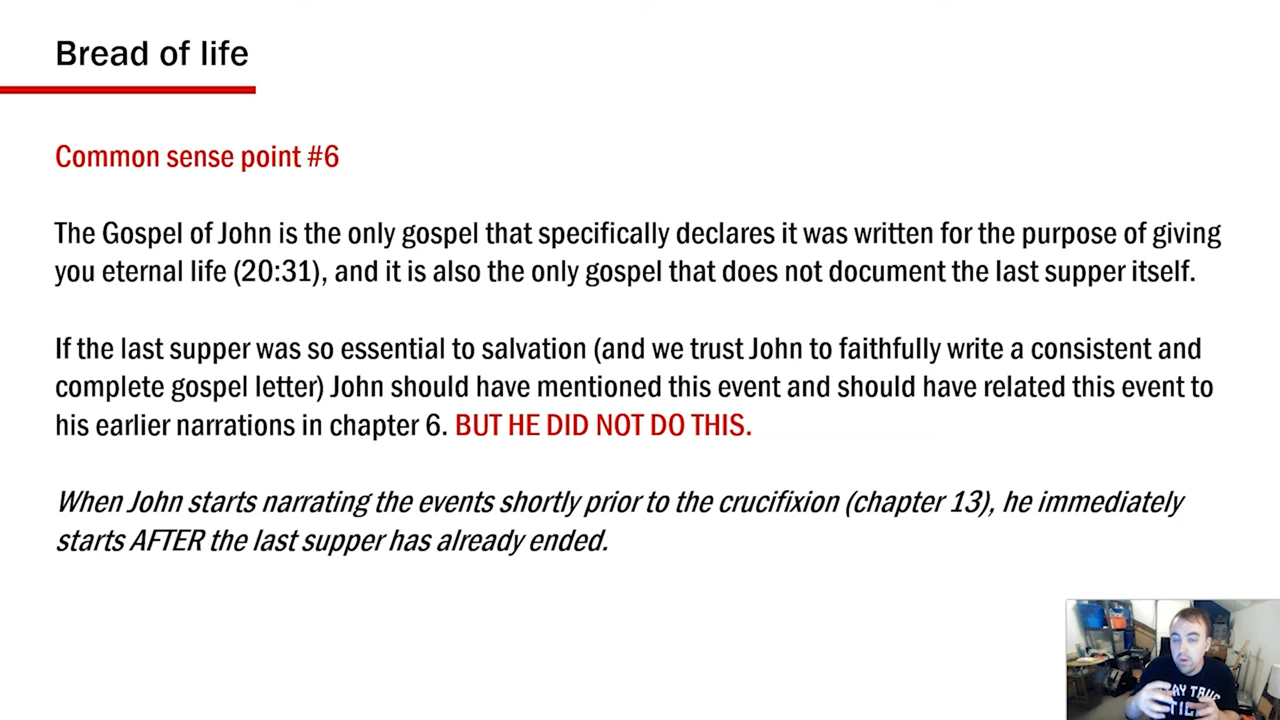 Bread of life
Common sense point #6
The Gospel of John is the only gospel that specifically declares it was written for the purpose of giving
you eternal life (20:31), and it is also the only gospel that does not document the last supper itself.
If the last supper was so essential to salvation (and we trust John to faithfully write a consistent and
complete gospel letter) John should have mentioned this event and should have related this event to
his earlier narrations in chapter 6. BUT HE DID NOT DO THIS.
When John starts narrating the events shortly prior to the crucifixion (chapter 13), he immediately
starts AFTER the last supper has already ended.
TRUE